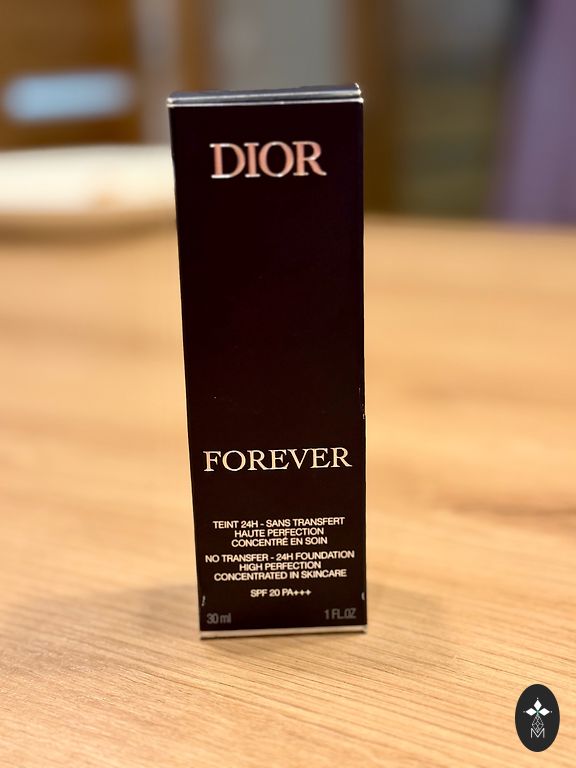 DIOR
FOREVER
TEINT 24H - SANS TRANSFERT
HAUTE PERFECTION
CONCENTRÉ EN SOIN
NO TRANSFER - 24H FOUNDATION
HIGH PERFECTION
CONCENTRATED IN SKINCARE
SPF 20 PA+++
30 ml 1 FL.OZ
M